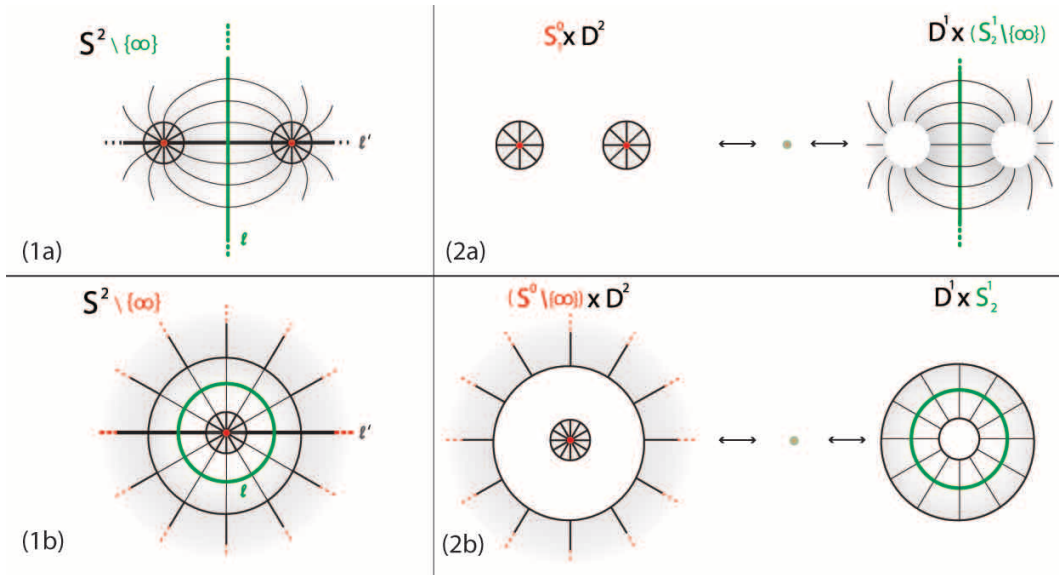 S² \ {∞}
ℓ'
ℓ
(1a)
S⁰₁ x D²
D¹ x (S¹₂ \ {∞})
(2a)
S² \ {∞}
ℓ'
ℓ
(1b)
(S⁰ \ {∞}) x D²
D¹ x S¹₂
(2b)